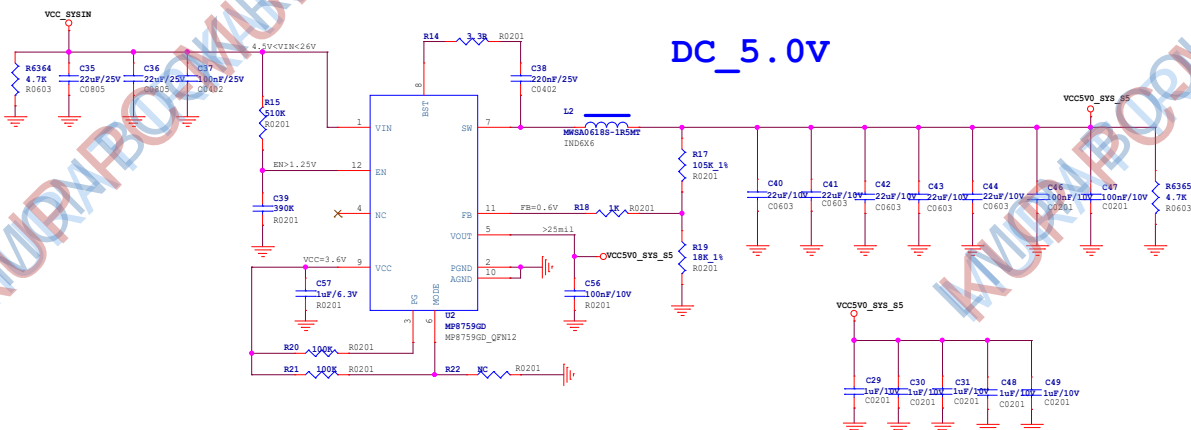 DC_5.0V
VCC_SYSIN
R6364
4.7K
R0603
C35
22uF/25V
C0805
C36
22uF/25V
C0805
C37
100nF/25V
C0402
4.5V<VIN<26V
R15
510K
R0201
EN>1.25V
C39
390K
R0201
R14
3.3R
R0201
C38
220nF/25V
C0402
8
BST
1
VIN
12
EN
4
NC
9
VCC
VCC=3.6V
7
SW
11
FB
5
VOUT
2
PGND
10
AGND
3
PG
6
MODE
U2
MP8759GD
MP8759GD_QFN12
C57
1uF/6.3V
R0201
R20
100K
R0201
R21
100K
R0201
R22
NC
R0201
L2
MWSA0618S-1R5MT
IND6X6
FB=0.6V
R18
1K
R0201
>25mil
VCC5V0_SYS_S5
C56
100nF/10V
R0201
R17
105K_1%
R0201
R19
18K_1%
R0201
C40
22uF/10V
C0603
C41
22uF/10V
C0603
C42
22uF/10V
C0603
C43
22uF/10V
C0603
C44
22uF/10V
C0603
C46
100nF/10V
C0201
C47
100nF/10V
C0201
VCC5V0_SYS_S5
R6365
4.7K
R0603
VCC5V0_SYS_S5
C29
1uF/10V
C0201
C30
1uF/10V
C0201
C31
1uF/10V
C0201
C48
1uF/10V
C0201
C49
1uF/10V
C0201